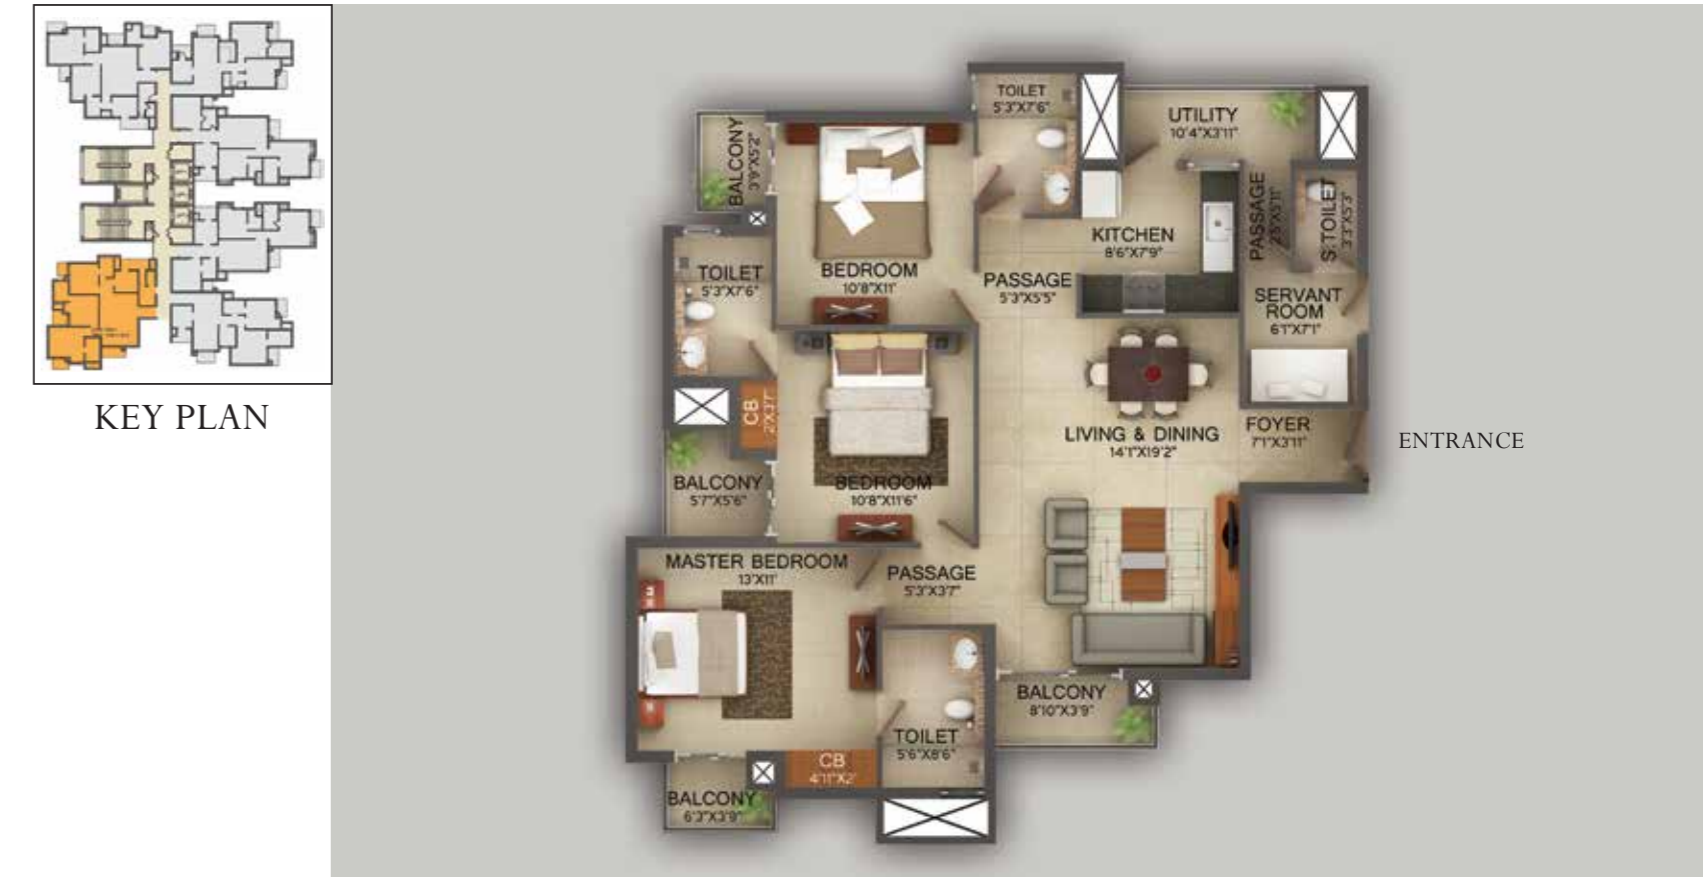 KEY PLAN
TOILET
5'3"X7'6"
UTILITY
10'4"X3'11"
BALCONY
3'9"X5'2"
PASSAGE
2'5"X5'11"
S.TOILET
3'3"X5'3"
KITCHEN
8'6"X7'9"
TOILET
5'3"X7'6"
BEDROOM
10'8"X11'
PASSAGE
5'3"X5'5"
SERVANT
ROOM
6'1"X7'1"
CB
2'X3'7"
LIVING & DINING
14'1"X19'2"
FOYER
7'1"X3'11"
ENTRANCE
BALCONY
5'7"X5'6"
BEDROOM
10'8"X11'6"
MASTER BEDROOM
13'X11'
PASSAGE
5'3"X3'7"
BALCONY
8'10"X3'9"
TOILET
5'6"X8'6"
CB
4'11"X2'
BALCONY
6'3"X3'9"